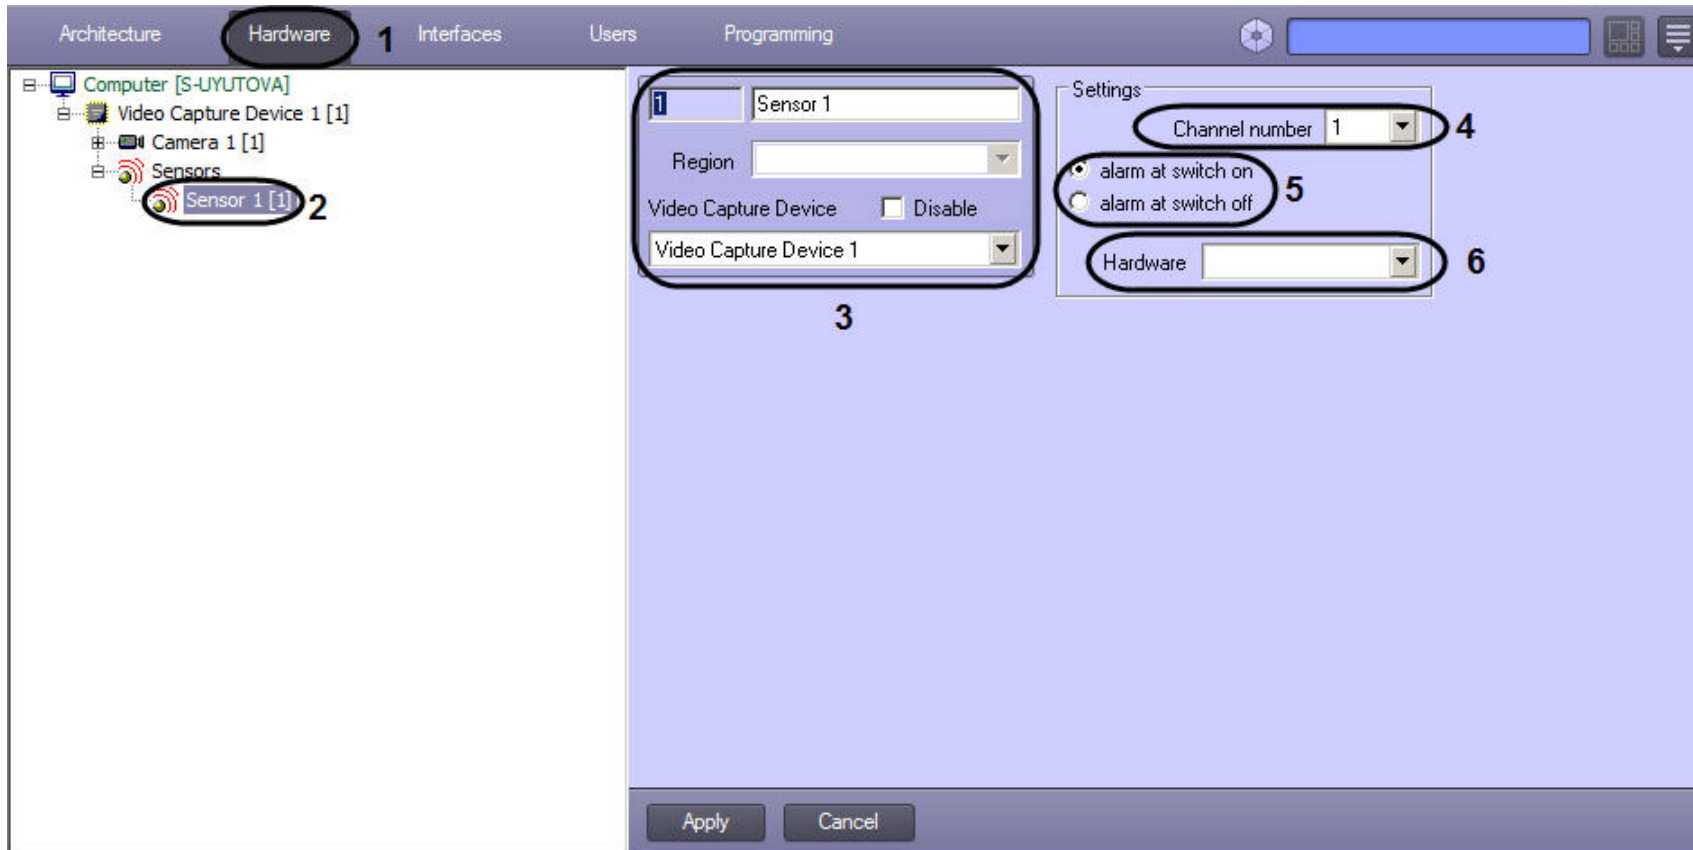 Architecture Hardware 1 Interfaces Users Programming
Computer [S-UYUTOVA]
Video Capture Device 1 [1]
Camera 1 [1]
Sensors
Sensor 1 [1] 2
1 Sensor 1
Region
Video Capture Device Disable
Video Capture Device 1
3
Settings
Channel number 1 4
alarm at switch on
alarm at switch off
5
Hardware 6
Apply Cancel